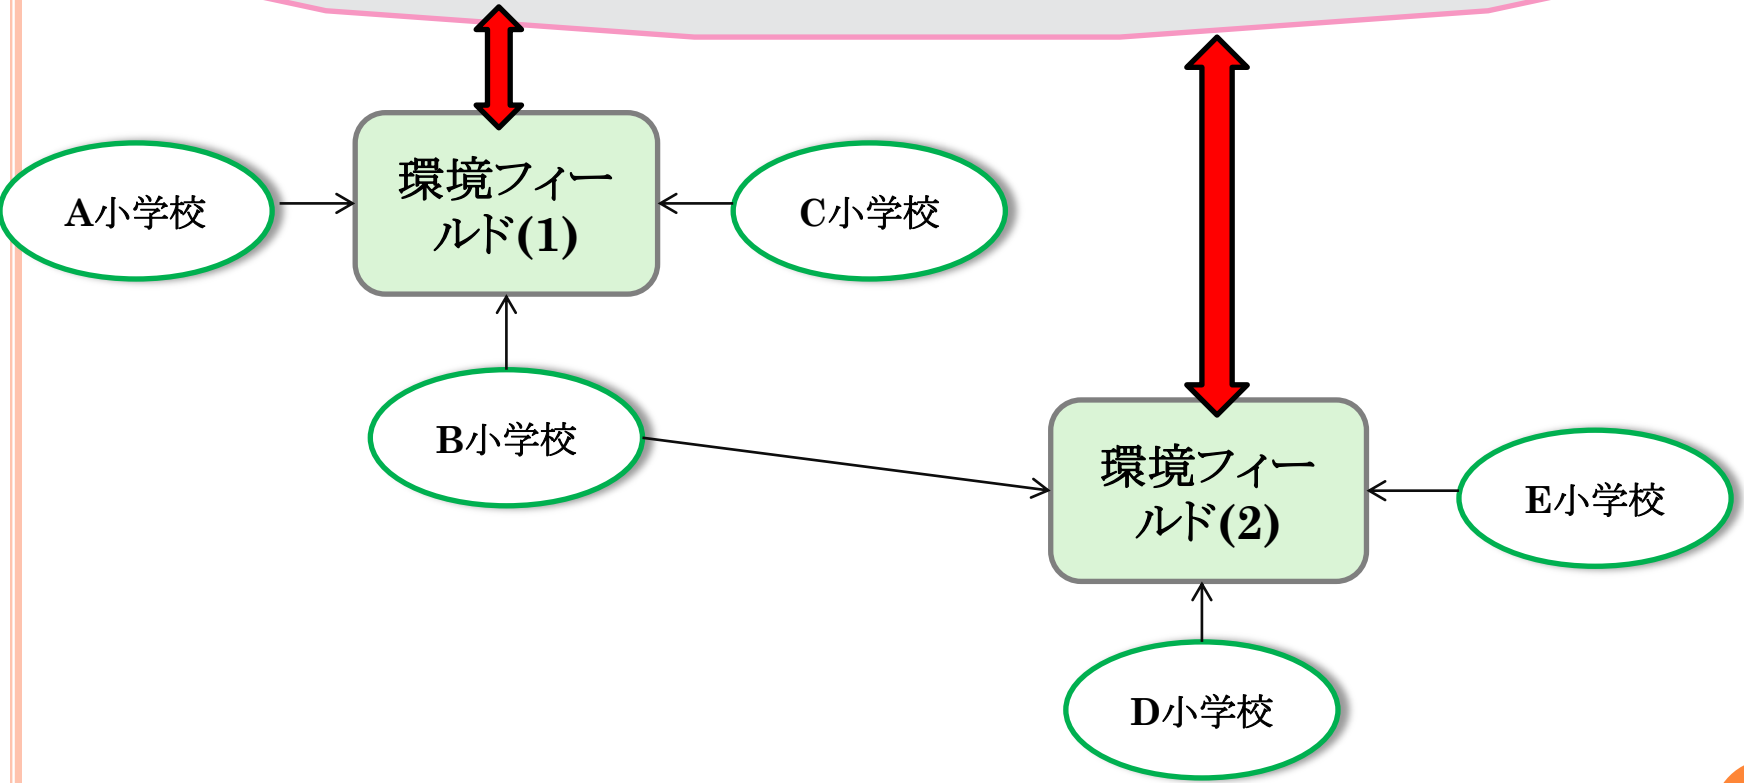 環境フィー
ルド(1)
A小学校
C小学校
B小学校
環境フィー
ルド(2)
E小学校
D小学校